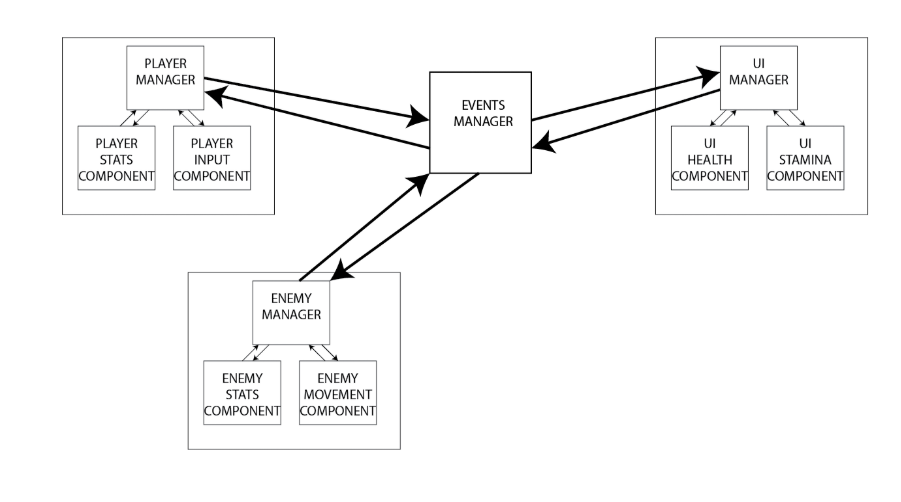 PLAYER
MANAGER
PLAYER
STATS
COMPONENT
PLAYER
INPUT
COMPONENT
EVENTS
MANAGER
UI
MANAGER
UI
HEALTH
COMPONENT
UI
STAMINA
COMPONENT
ENEMY
MANAGER
ENEMY
STATS
COMPONENT
ENEMY
MOVEMENT
COMPONENT